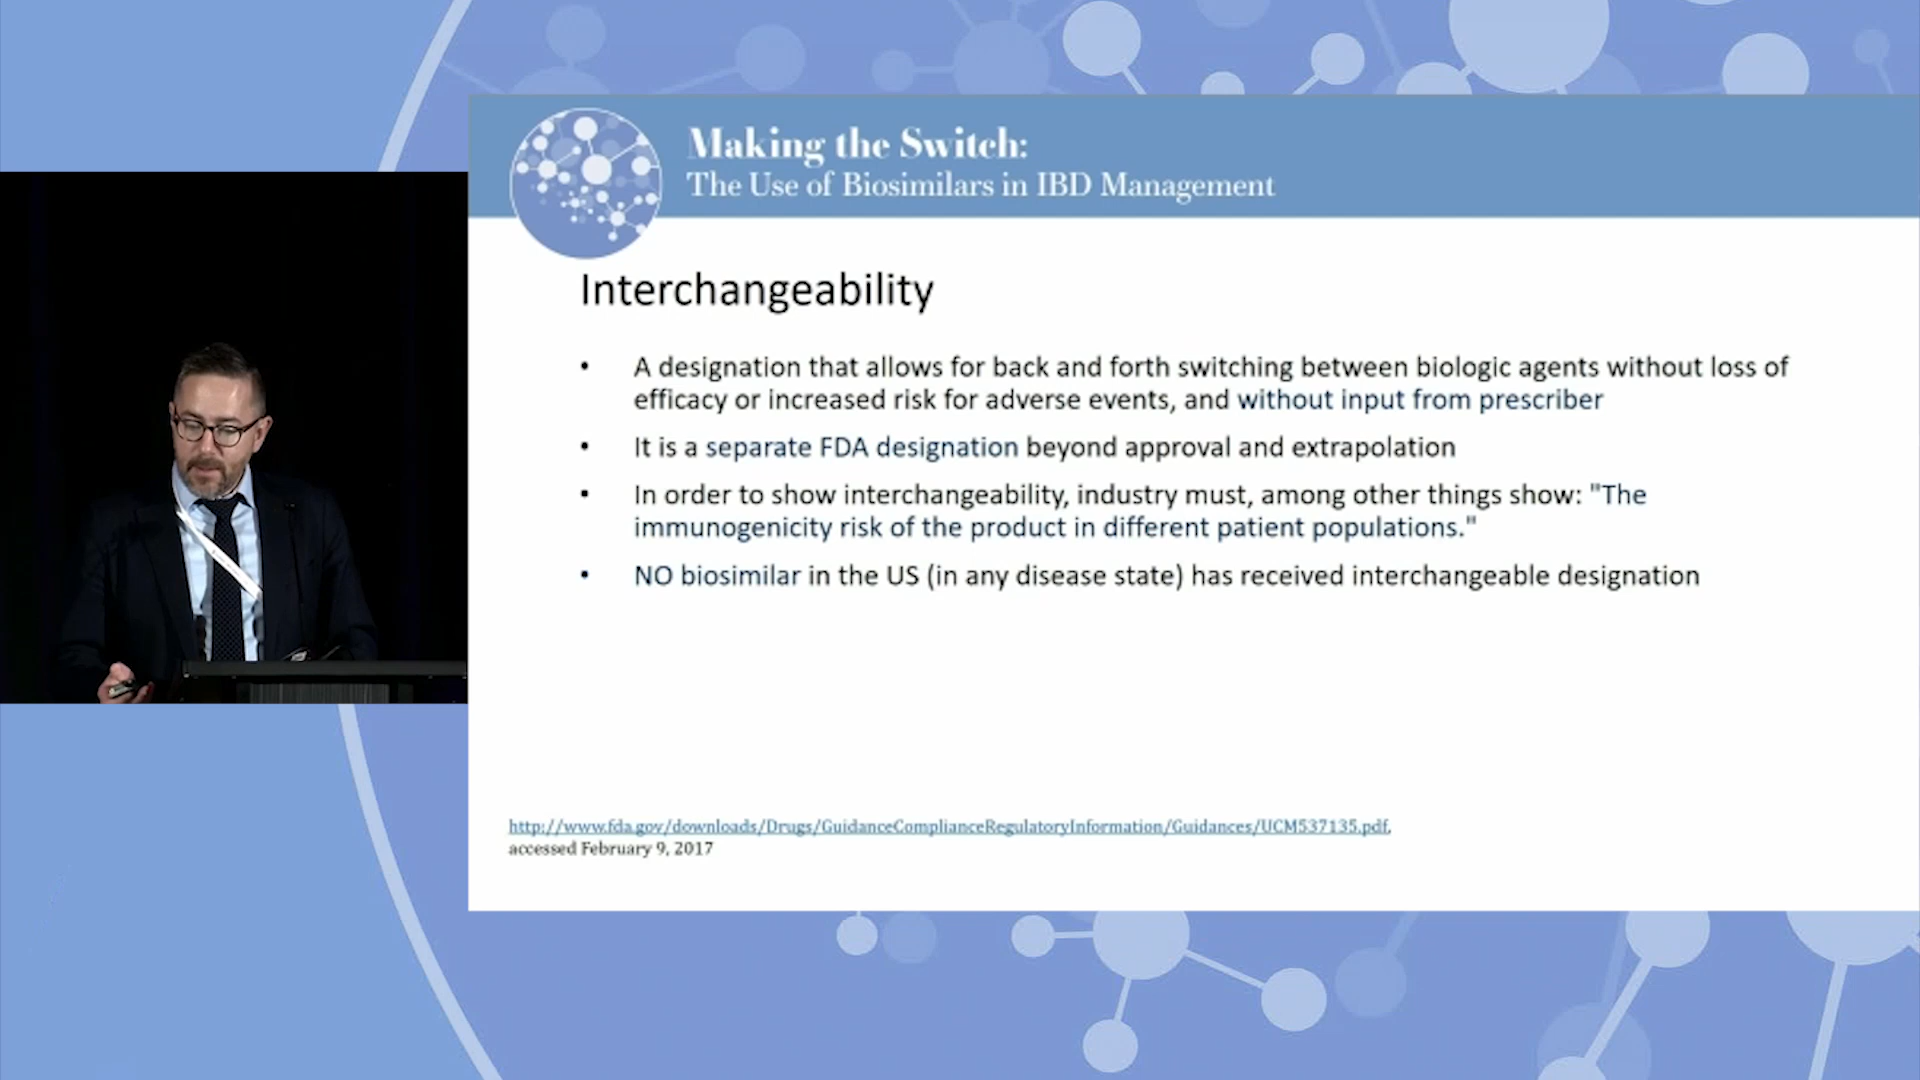 Making the Switch:
The Use of Biosimilars in IBD Management
Interchangeability
• A designation that allows for back and forth switching between biologic agents without loss of
efficacy or increased risk for adverse events, and without input from prescriber
• It is a separate FDA designation beyond approval and extrapolation
• In order to show interchangeability, industry must, among other things show: "The
immunogenicity risk of the product in different patient populations."
• NO biosimilar in the US (in any disease state) has received interchangeable designation
http://www.fda.gov/downloads/Drugs/GuidanceComplianceRegulatoryInformation/Guidances/UCM537135.pdf,
accessed February 9, 2017